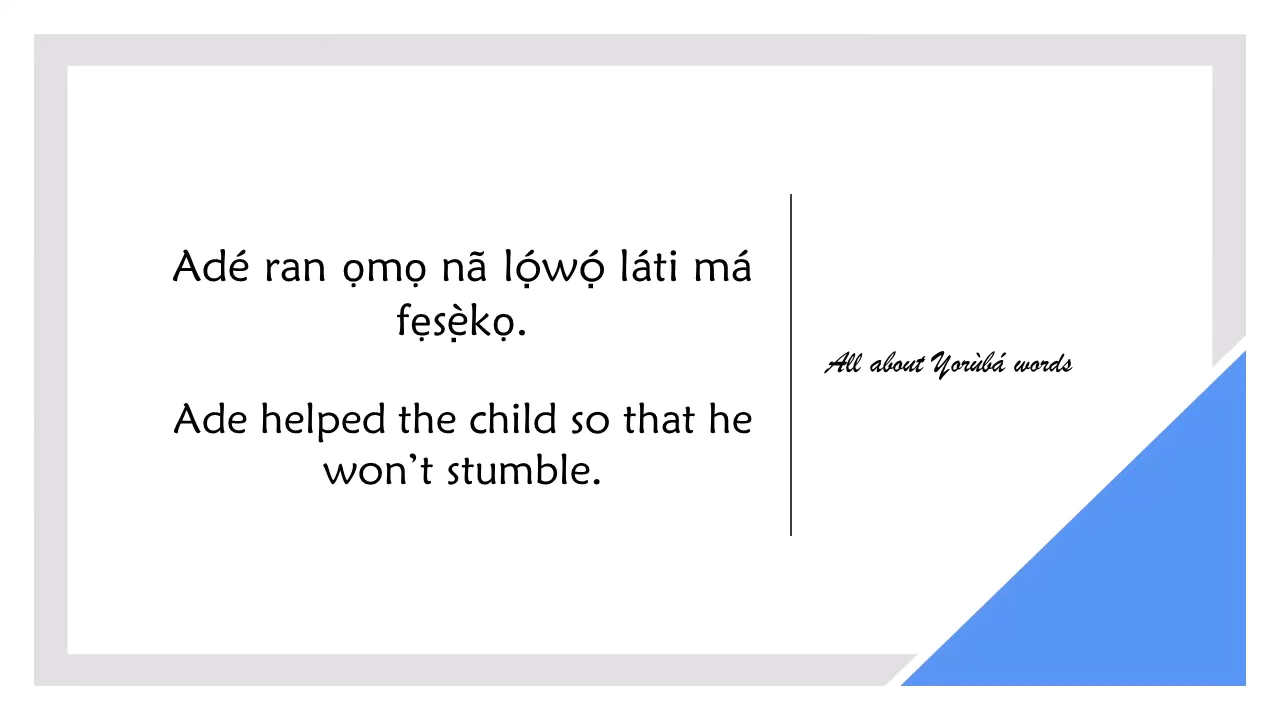 Adé ran ọmọ nã lọ́wọ́ láti má
fẹsẹ̀kọ.
Ade helped the child so that he
won’t stumble.
All about Yorùbá words